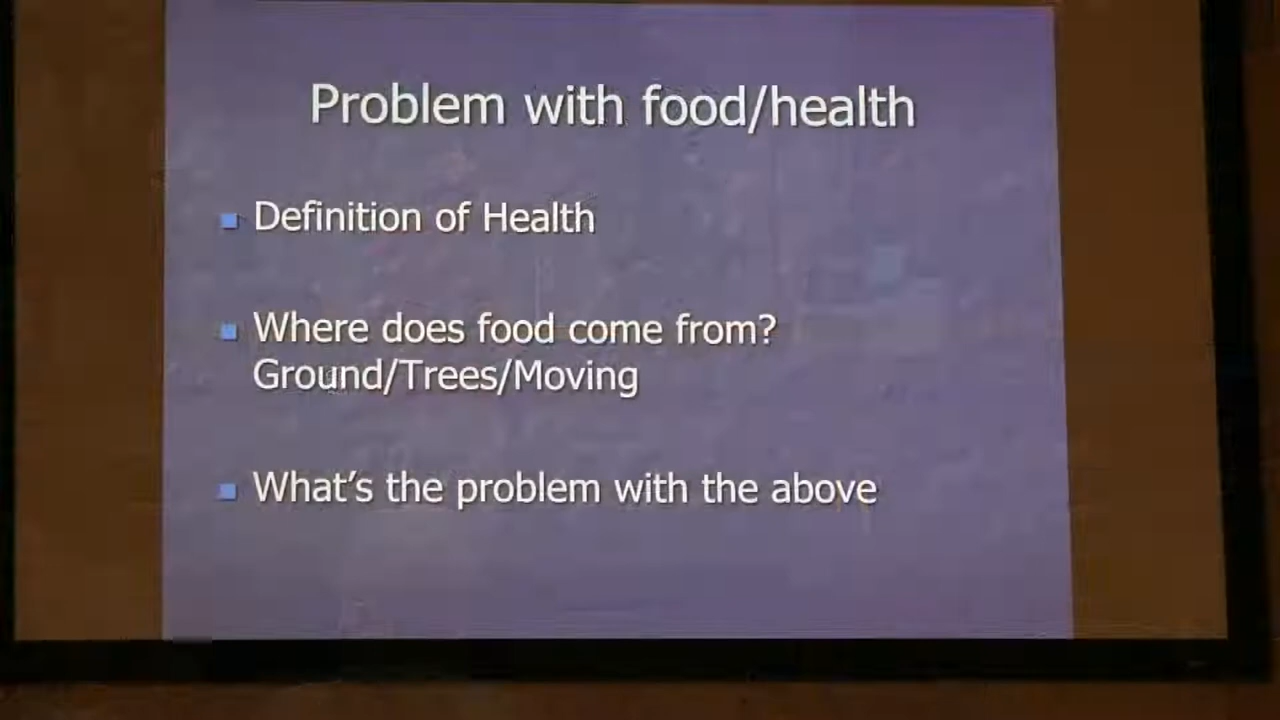 Problem with food/health
Definition of Health
Where does food come from?
Ground/Trees/Moving
What's the problem with the above